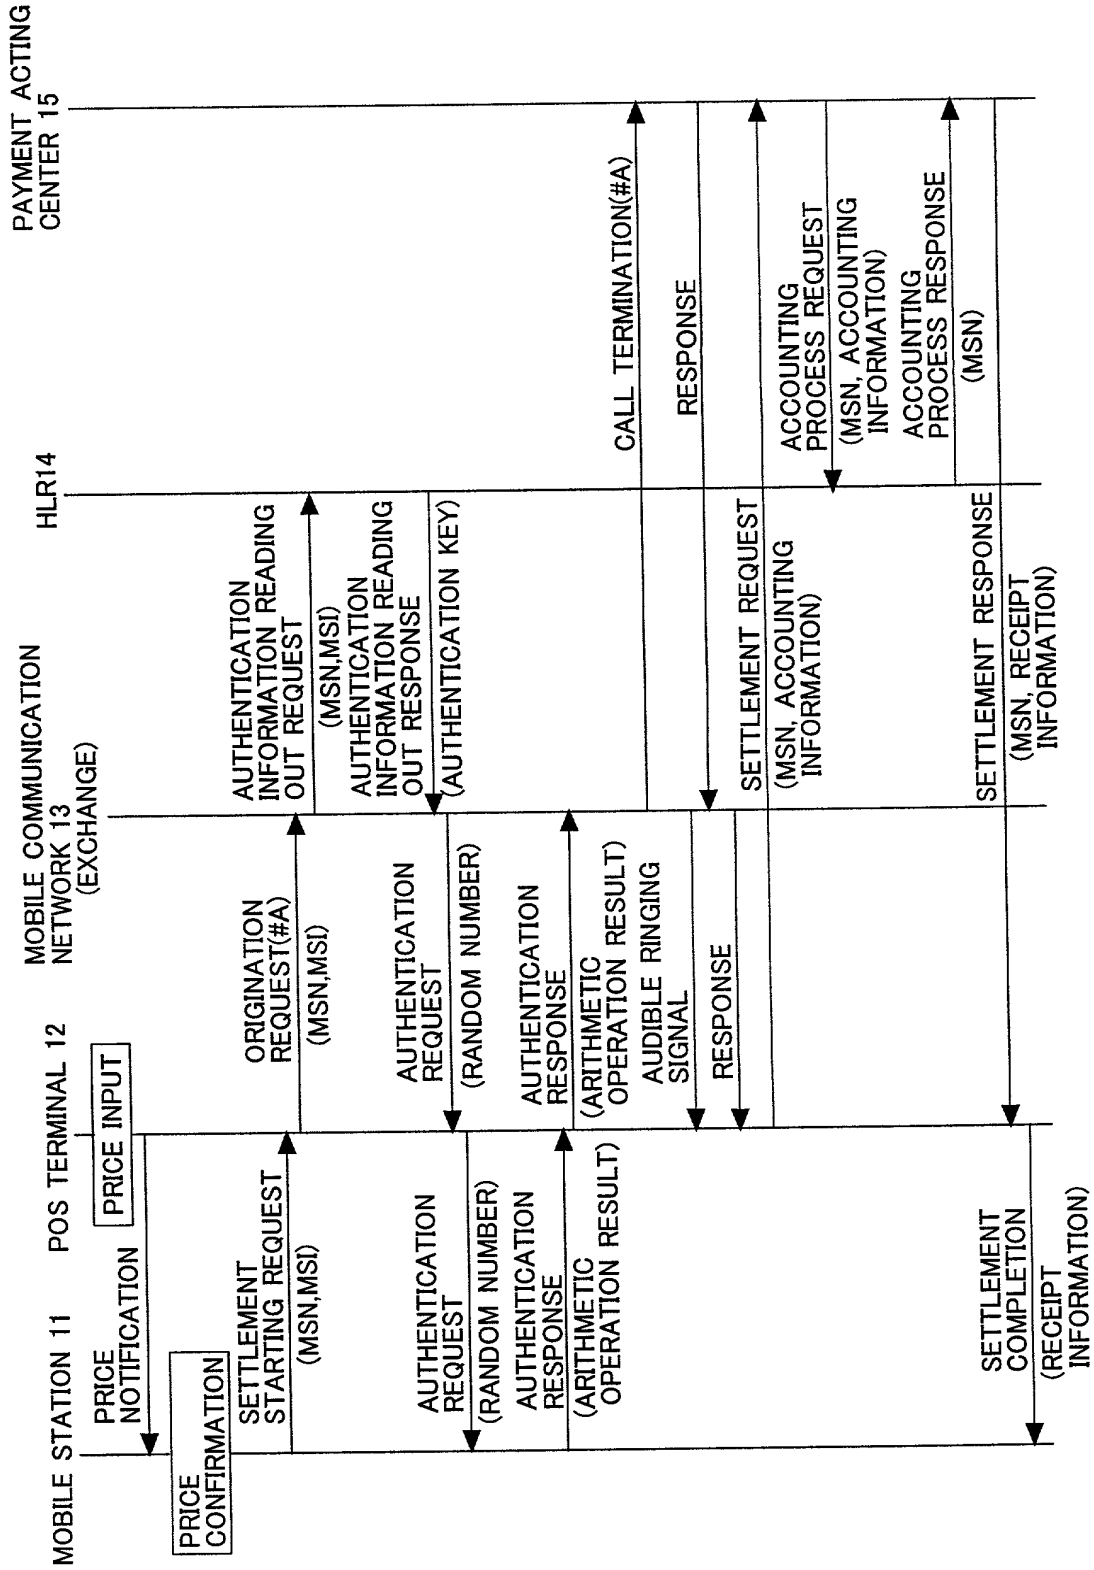 MOBILE STATION 11
POS TERMINAL 12
MOBILE COMMUNICATION
NETWORK 13
(EXCHANGE)
HLR14
PAYMENT ACTING
CENTER 15
PRICE INPUT
PRICE
NOTIFICATION
PRICE
CONFIRMATION
SETTLEMENT
STARTING REQUEST
(MSN,MSI)
ORIGINATION
REQUEST(#A)
(MSN,MSI)
AUTHENTICATION
INFORMATION READING
OUT REQUEST
(MSN,MSI)
AUTHENTICATION
INFORMATION READING
OUT RESPONSE
(AUTHENTICATION KEY)
AUTHENTICATION
REQUEST
(RANDOM NUMBER)
AUTHENTICATION
REQUEST
(RANDOM NUMBER)
AUTHENTICATION
RESPONSE
(ARITHMETIC
OPERATION RESULT)
AUTHENTICATION
RESPONSE
(ARITHMETIC
OPERATION RESULT)
CALL TERMINATION(#A)
AUDIBLE RINGING
SIGNAL
RESPONSE
RESPONSE
SETTLEMENT REQUEST
(MSN, ACCOUNTING
INFORMATION)
ACCOUNTING
PROCESS REQUEST
(MSN, ACCOUNTING
INFORMATION)
ACCOUNTING
PROCESS RESPONSE
(MSN)
SETTLEMENT RESPONSE
(MSN, RECEIPT
INFORMATION)
SETTLEMENT
COMPLETION
(RECEIPT
INFORMATION)